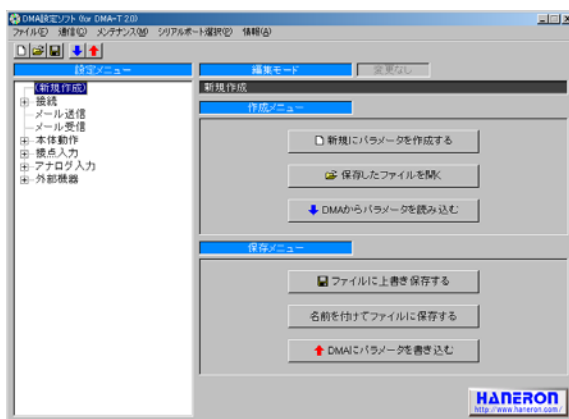 DMA設定ソフト (for DMA-T 2.0)
ファイル(F) 通信(C) メンテナンス(M) シリアルポート選択(P) 情報(A)
設定メニュー
編集モード
変更なし
(新規作成)
接続
メール送信
メール受信
本体動作
接点入力
アナログ入力
外部機器
新規作成
作成メニュー
新規にパラメータを作成する
保存したファイルを開く
DMAからパラメータを読み込む
保存メニュー
ファイルに上書き保存する
名前を付けてファイルに保存する
DMAにパラメータを書き込む
HANERON
http://www.haneron.com/